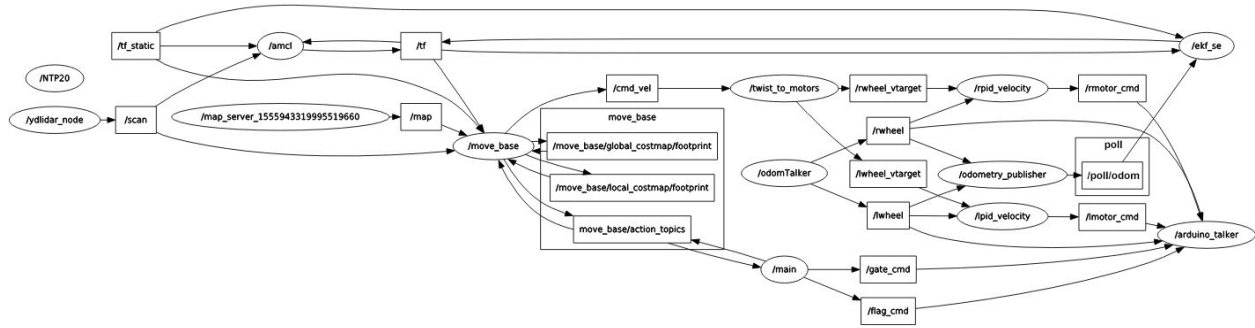 /tf_static
/amcl
/tf
/ekf_se
/NTP20
/ydlidar_node
/scan
/map_server_1555943319995519660
/map
/move_base
/cmd_vel
move_base
/move_base/global_costmap/footprint
/move_base/local_costmap/footprint
move_base/action_topics
/twist_to_motors
/rwheel_vtarget
/rpid_velocity
/rmotor_cmd
/rwheel
/odomTalker
/lwheel_vtarget
/odometry_publisher
poll
/poll/odom
/lwheel
/lpid_velocity
/lmotor_cmd
/arduino_talker
/main
/gate_cmd
/flag_cmd